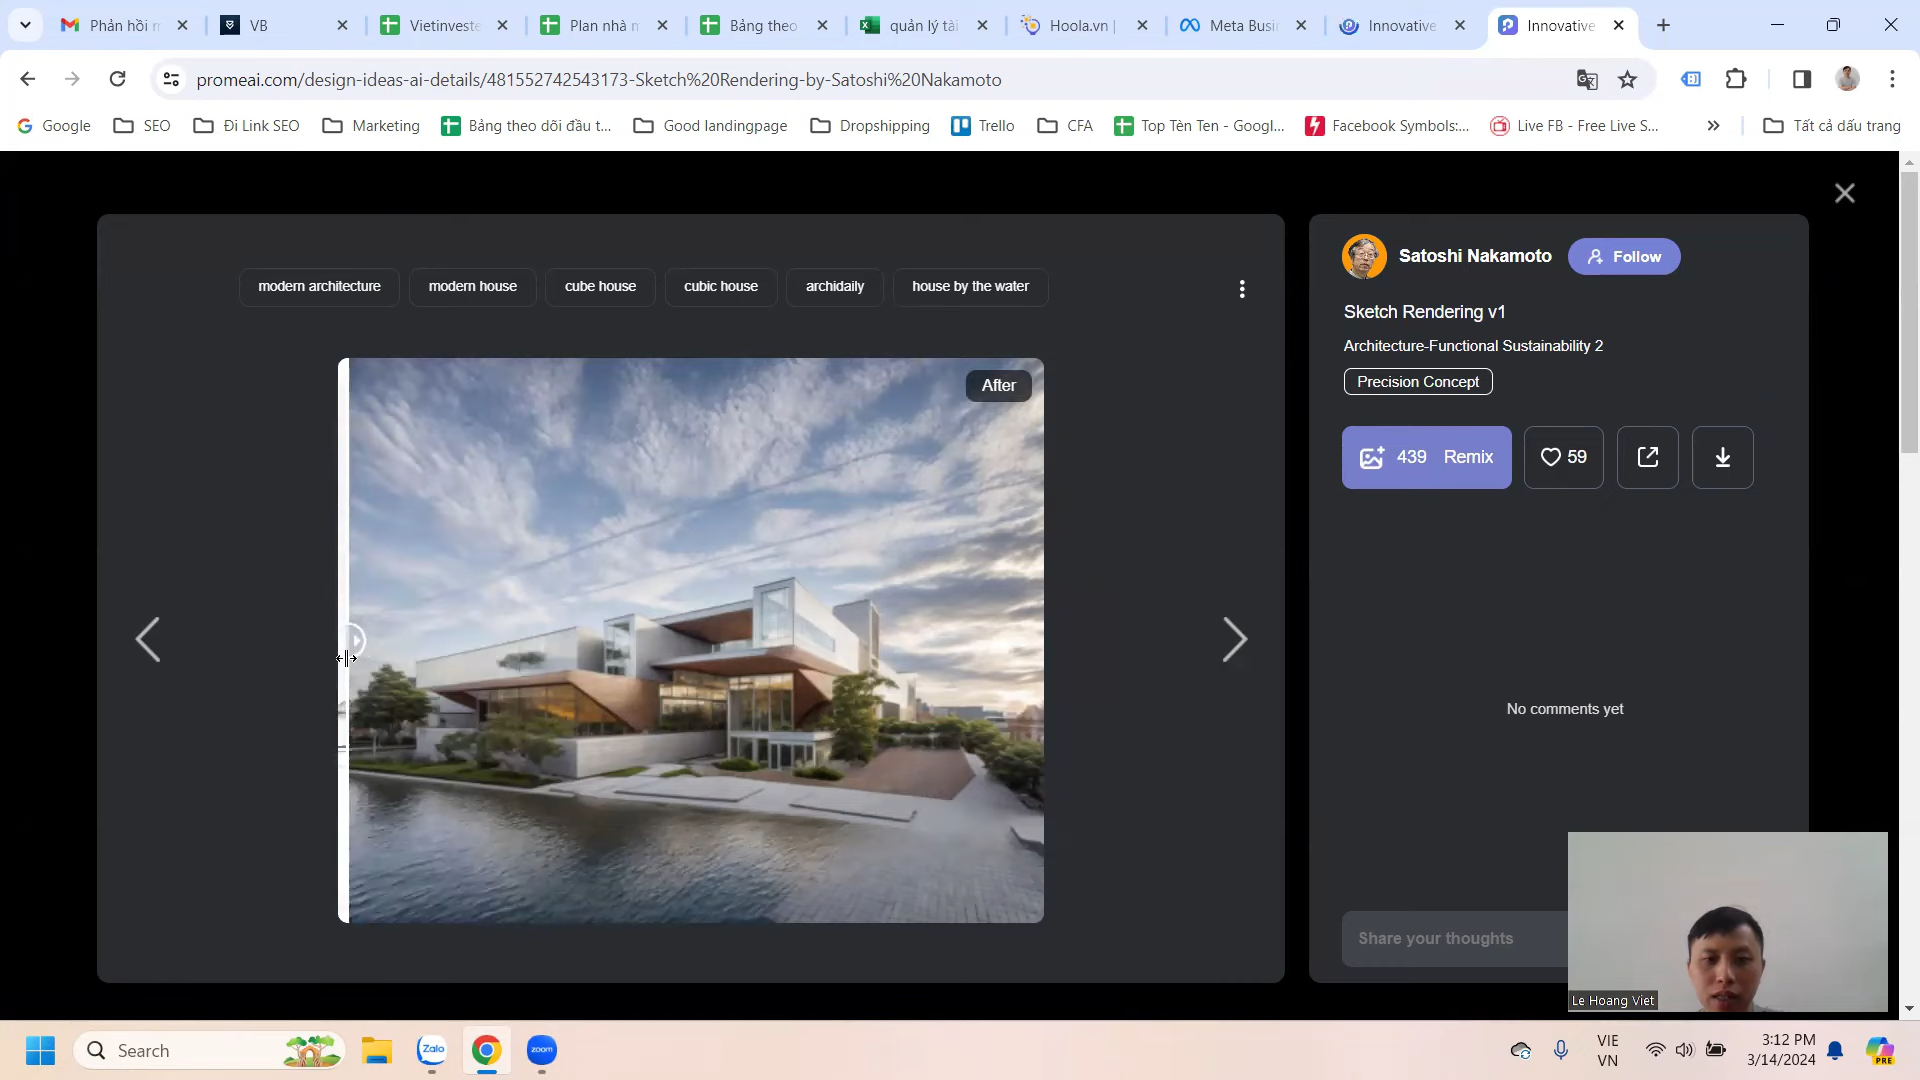 Phản hồi m
VB
Vietinveste
Plan nhà m
Bảng theo
quản lý tài
Hoola.vn |
Meta Busi
Innovative
Innovative
promeai.com/design-ideas-ai-details/481552742543173-Sketch%20Rendering-by-Satoshi%20Nakamoto
Google
SEO
Đi Link SEO
Marketing
Bảng theo dõi đầu t...
Good landingpage
Dropshipping
Trello
CFA
Top Tèn Ten - Googl...
Facebook Symbols:...
Live FB - Free Live S...
Tất cả dấu trang
modern architecture
modern house
cube house
cubic house
archidaily
house by the water
After
Satoshi Nakamoto
Follow
Sketch Rendering v1
Architecture-Functional Sustainability 2
Precision Concept
439 Remix
59
No comments yet
Share your thoughts
Le Hoang Viet
Search
Zalo
zoom
VIE
VN
3:12 PM
3/14/2024
PRE